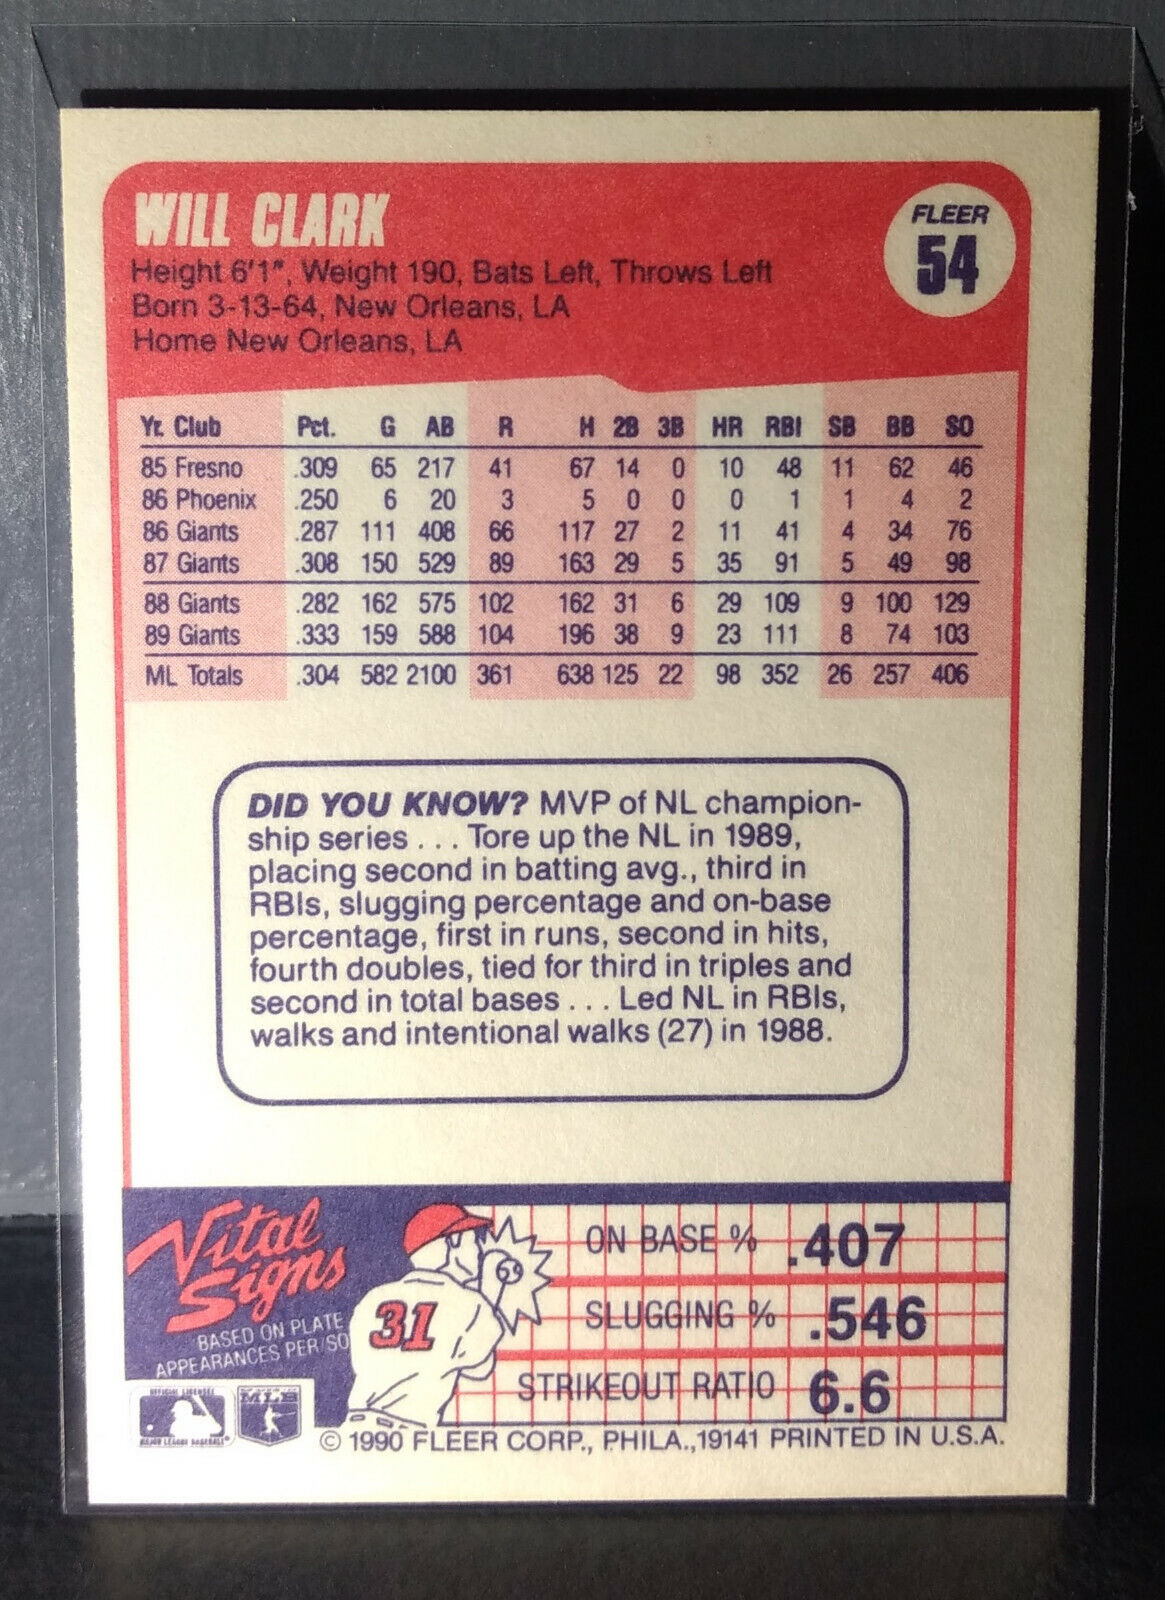 WILL CLARK
FLEER
54
Height 6'1", Weight 190, Bats Left, Throws Left
Born 3-13-64, New Orleans, LA
Home New Orleans, LA
Yr. Club Pct. G AB R H 2B 3B HR RBI SB BB SO
85 Fresno .309 65 217 41 67 14 0 10 48 11 62 46
86 Phoenix .250 6 20 3 5 0 0 0 1 1 4 2
86 Giants .287 111 408 66 117 27 2 11 41 4 34 76
87 Giants .308 150 529 89 163 29 5 35 91 5 49 98
88 Giants .282 162 575 102 162 31 6 29 109 9 100 129
89 Giants .333 159 588 104 196 38 9 23 111 8 74 103
ML Totals .304 582 2100 361 638 125 22 98 352 26 257 406
DID YOU KNOW? MVP of NL champion-
ship series . . . Tore up the NL in 1989,
placing second in batting avg., third in
RBIs, slugging percentage and on-base
percentage, first in runs, second in hits,
fourth doubles, tied for third in triples and
second in total bases . . . Led NL in RBIs,
walks and intentional walks (27) in 1988.
Vital
Signs
BASED ON PLATE
APPEARANCES PER SO
31
ON BASE % .407
SLUGGING % .546
STRIKEOUT RATIO 6.6
OFFICIAL LICENSEE
MAJOR LEAGUE BASEBALL
MLB
© 1990 FLEER CORP., PHILA.,19141 PRINTED IN U.S.A.